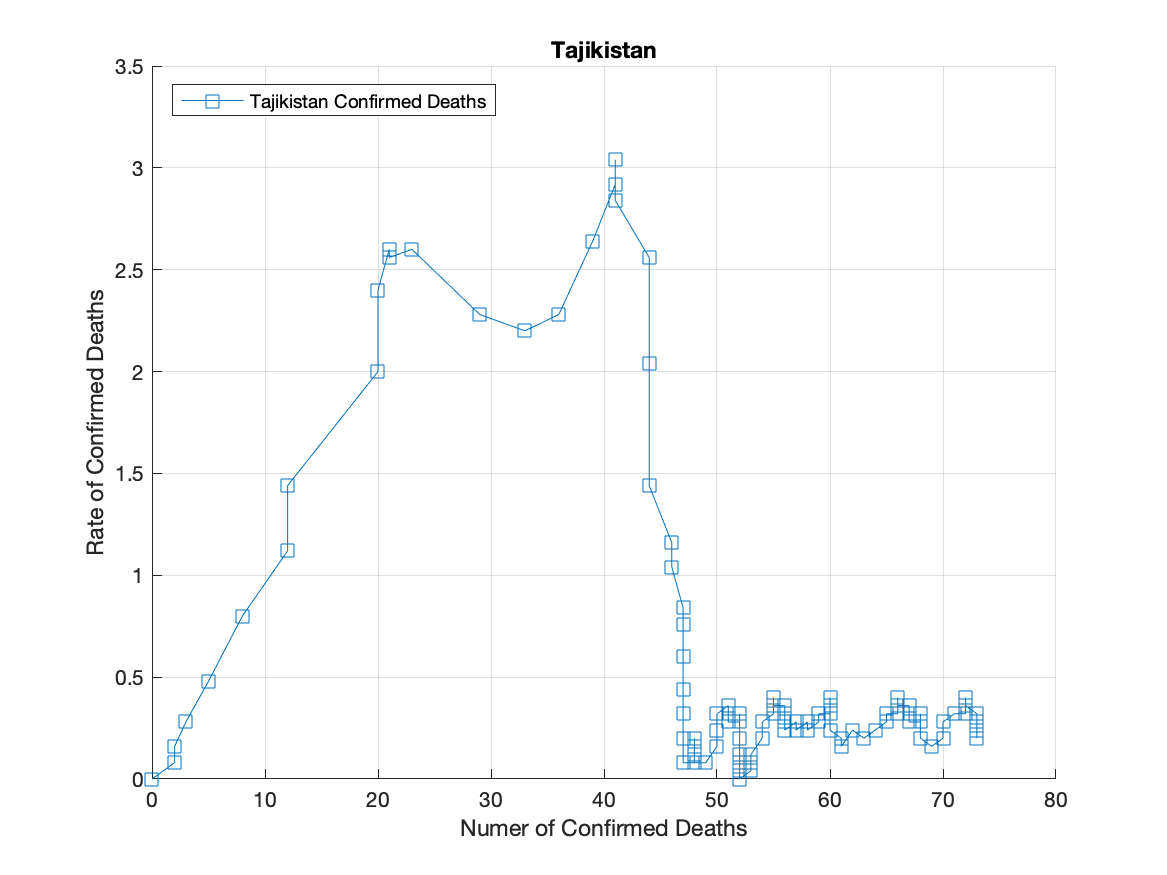 Tajikistan
Tajikistan Confirmed Deaths
3.5
3
2.5
2
1.5
1
0.5
0
Rate of Confirmed Deaths
0 10 20 30 40 50 60 70 80
Numer of Confirmed Deaths